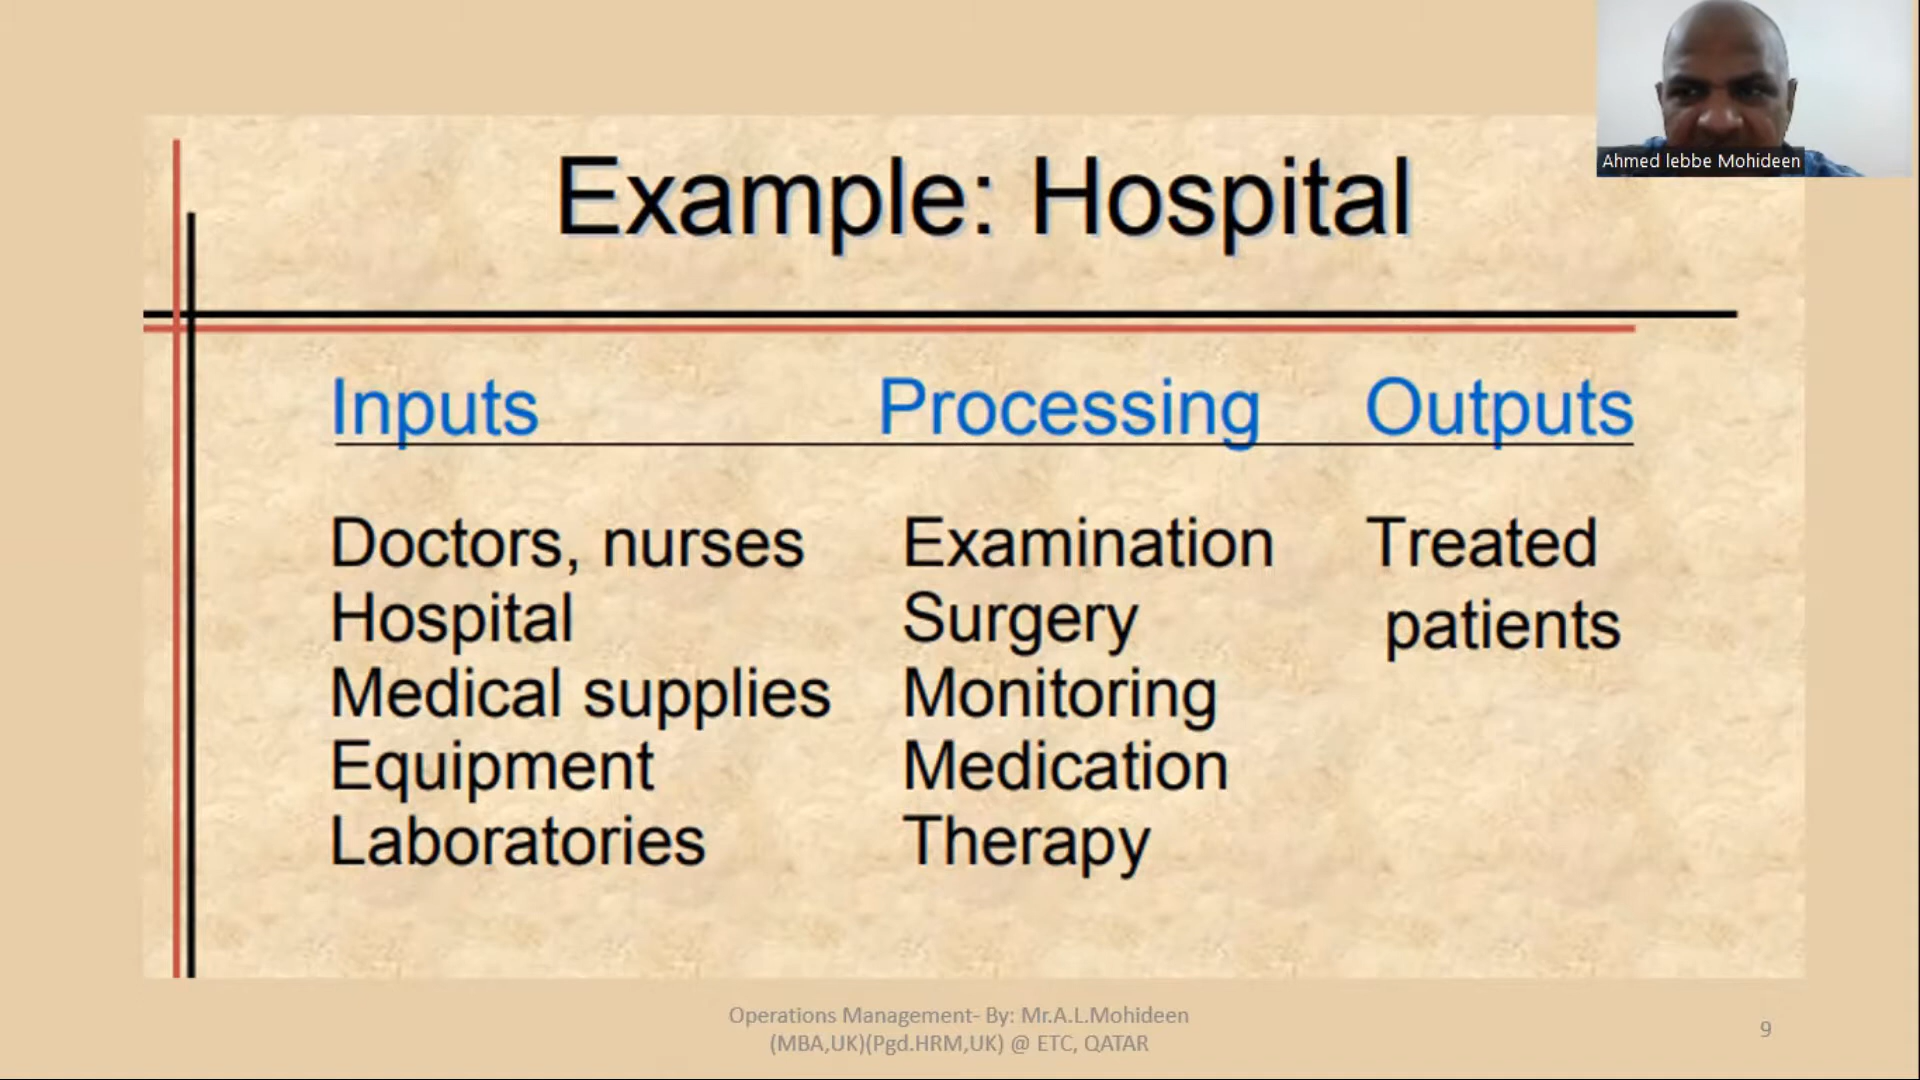 Ahmed lebbe Mohideen
Example: Hospital
Inputs Processing Outputs
Doctors, nurses Examination Treated
Hospital Surgery patients
Medical supplies Monitoring
Equipment Medication
Laboratories Therapy
Operations Management- By: Mr.A.L.Mohideen
(MBA,UK)(Pgd.HRM,UK) @ ETC, QATAR
9